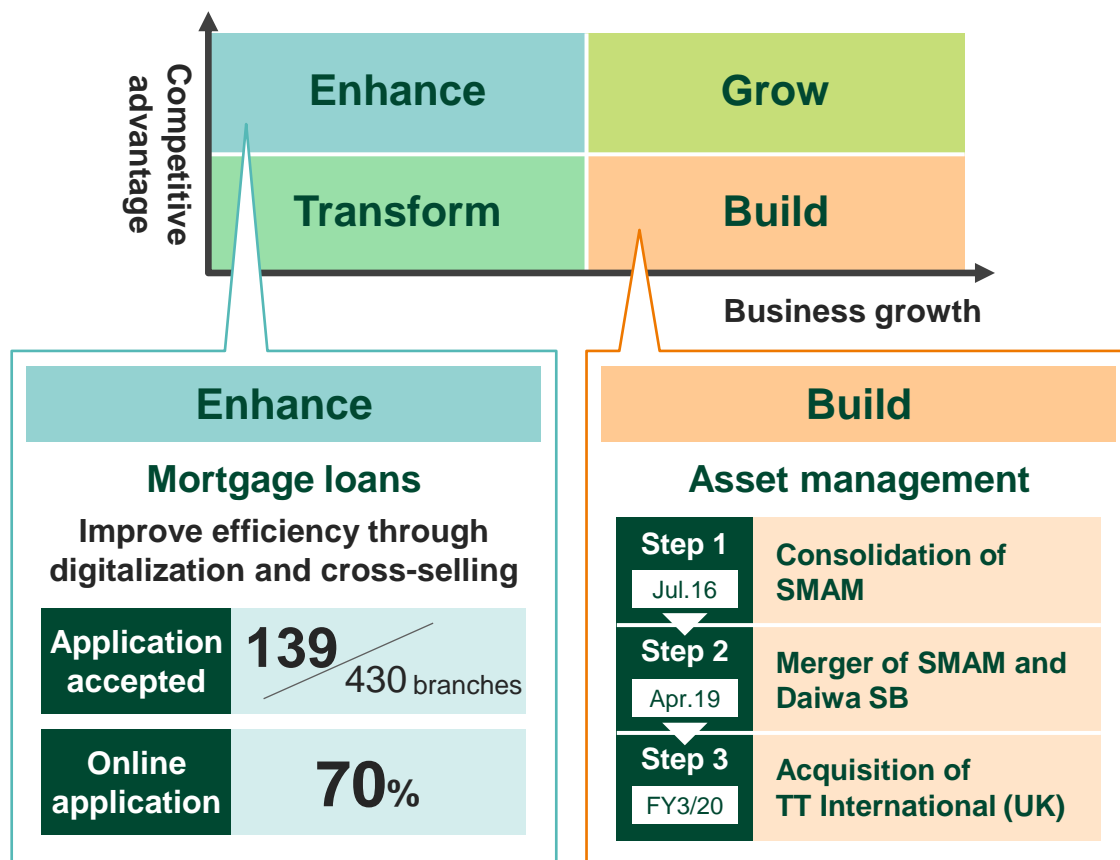 Competitive
advantage
Enhance
Grow
Transform
Build
Business growth
Enhance
Mortgage loans
Improve efficiency through
digitalization and cross-selling
Application
accepted
139
430 branches
Online
application
70%
Build
Asset management
Step 1
Jul.16
Consolidation of
SMAM
Step 2
Apr.19
Merger of SMAM and
Daiwa SB
Step 3
FY3/20
Acquisition of
TT International (UK)